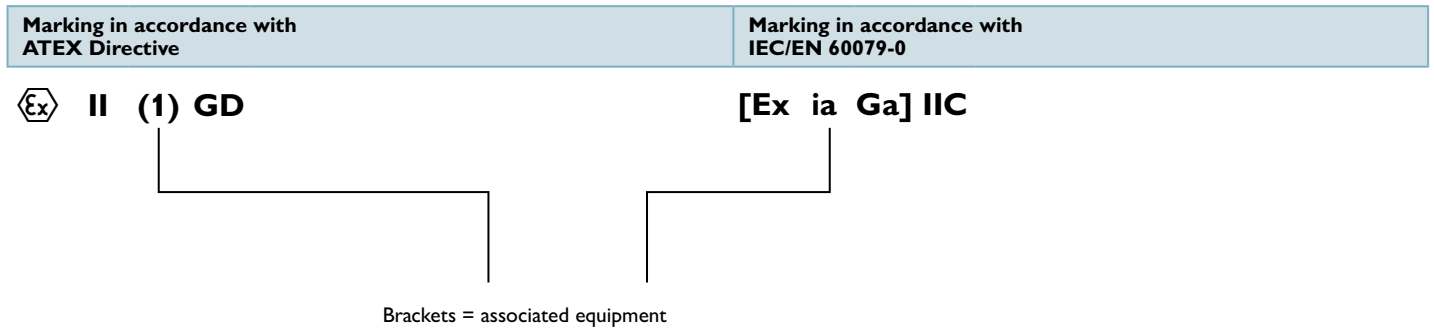 Marking in accordance with
ATEX Directive
Marking in accordance with
IEC/EN 60079-0
Ex II (1) GD
[Ex ia Ga] IIC
Brackets = associated equipment